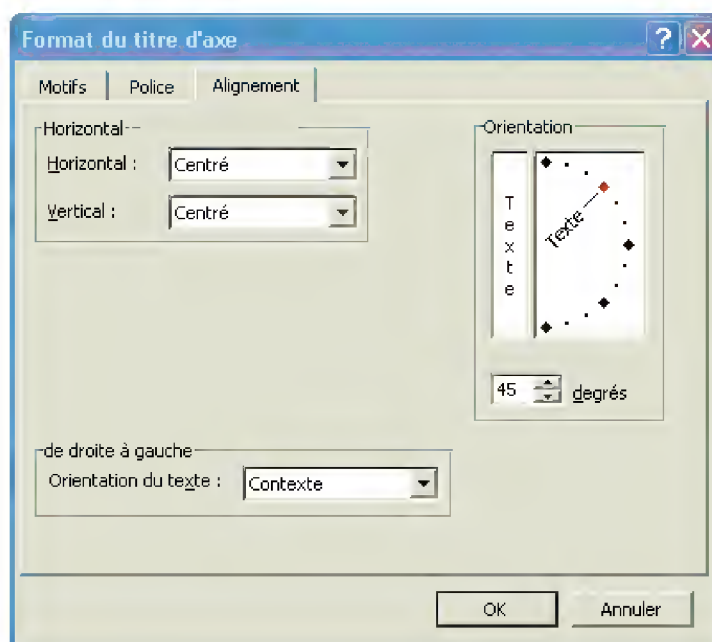 Format du titre d'axe
Motifs Police Alignement
Horizontal
Horizontal : Centré
Vertical : Centré
Orientation
Texte
Texte
45 degrés
de droite à gauche
Orientation du texte : Contexte
OK Annuler